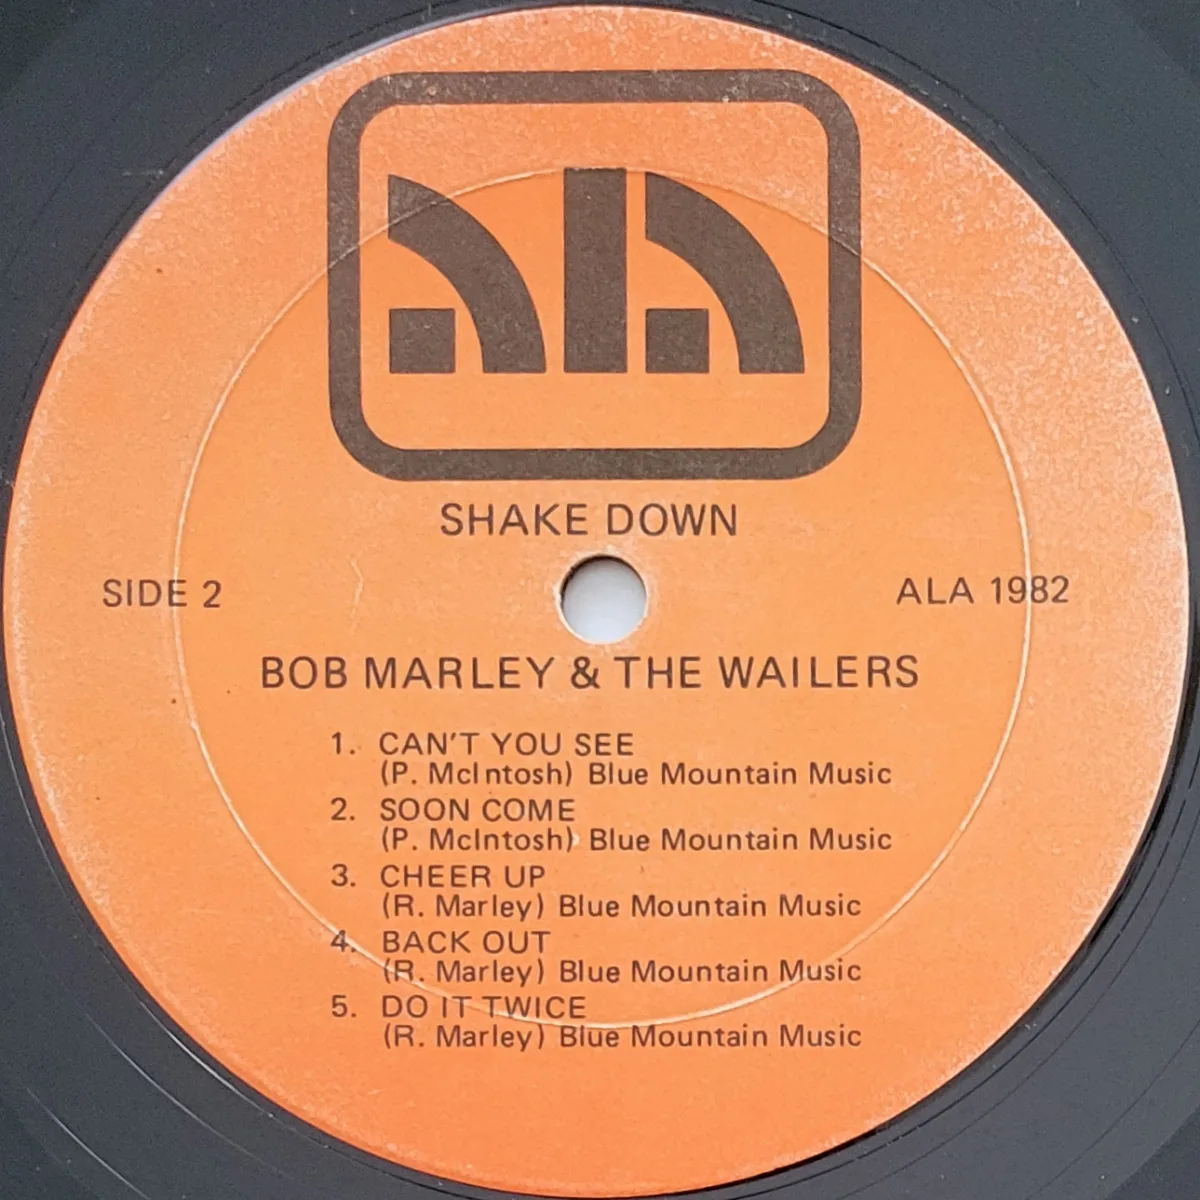 ala
SHAKE DOWN
SIDE 2
ALA 1982
BOB MARLEY & THE WAILERS
1. CAN'T YOU SEE
(P. McIntosh) Blue Mountain Music
2. SOON COME
(P. McIntosh) Blue Mountain Music
3. CHEER UP
(R. Marley) Blue Mountain Music
4. BACK OUT
(R. Marley) Blue Mountain Music
5. DO IT TWICE
(R. Marley) Blue Mountain Music